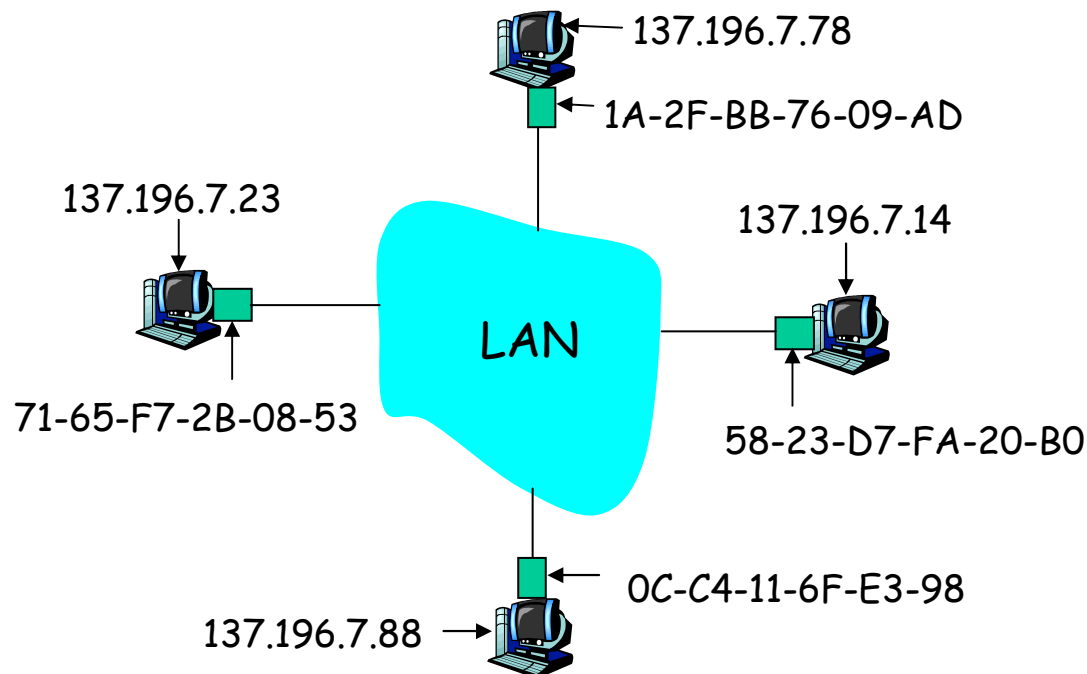 137.196.7.78
1A-2F-BB-76-09-AD
137.196.7.23
137.196.7.14
LAN
71-65-F7-2B-08-53
58-23-D7-FA-20-B0
0C-C4-11-6F-E3-98
137.196.7.88